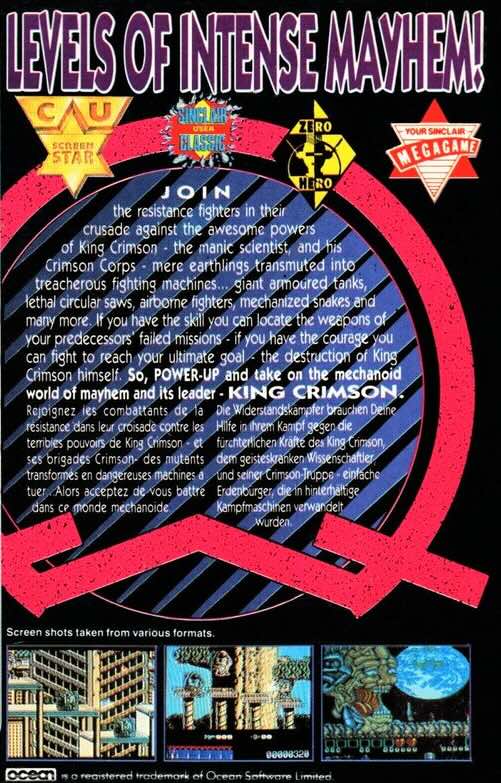 LEVELS OF INTENSE MAYHEM!
CAU
SCREEN
STAR
SINCLAIR
USER
CLASSIC
ZERO
HERO
YOUR SINCLAIR
MEGAGAME
JOIN
the resistance fighters in their
crusade against the awesome powers
of King Crimson - the manic scientist, and his
Crimson Corps - mere earthlings transmuted into
treacherous fighting machines... giant armoured tanks,
lethal circular saws, airborne fighters, mechanized snakes and
many more. If you have the skill you can locate the weapons of
your predecessors' failed missions - if you have the courage you
can fight to reach your ultimate goal - the destruction of King
Crimson himself. So, POWER-UP and take on the mechanoid
world of mayhem and its leader - KING CRIMSON.
Rejoignez les combattants de la
résistance dans leur croisade contre les
terribles pouvoirs de King Crimson - et
ses brigades Crimson- des mutants
transformés en dangereuses machines à
tuer...Alors acceptez de vous battre
dans ce monde mechanoide.
Die Widerstandskämpfer brauchen Deine
Hilfe in ihrem Kampf gegen die
fürchterlichen Kräfte des King Crimson,
dem geisteskranken Wissenschaftler
und seiner Crimson-Truppe - einfache
Erdenburger, die in hinterhältige
Kampfmaschinen verwandelt
wurden.
Screen shots taken from various formats.
00000320
ocean is a registered trademark of Ocean Software Limited.